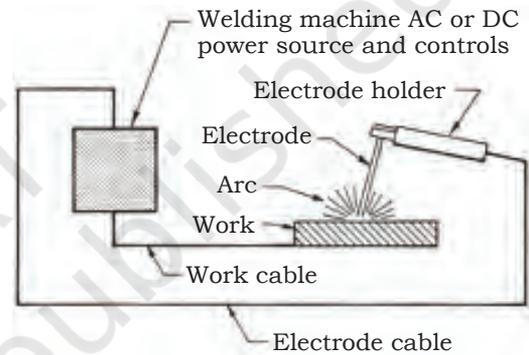 Welding machine AC or DC
power source and controls
Electrode holder
Electrode
Arc
Work
Work cable
Electrode cable